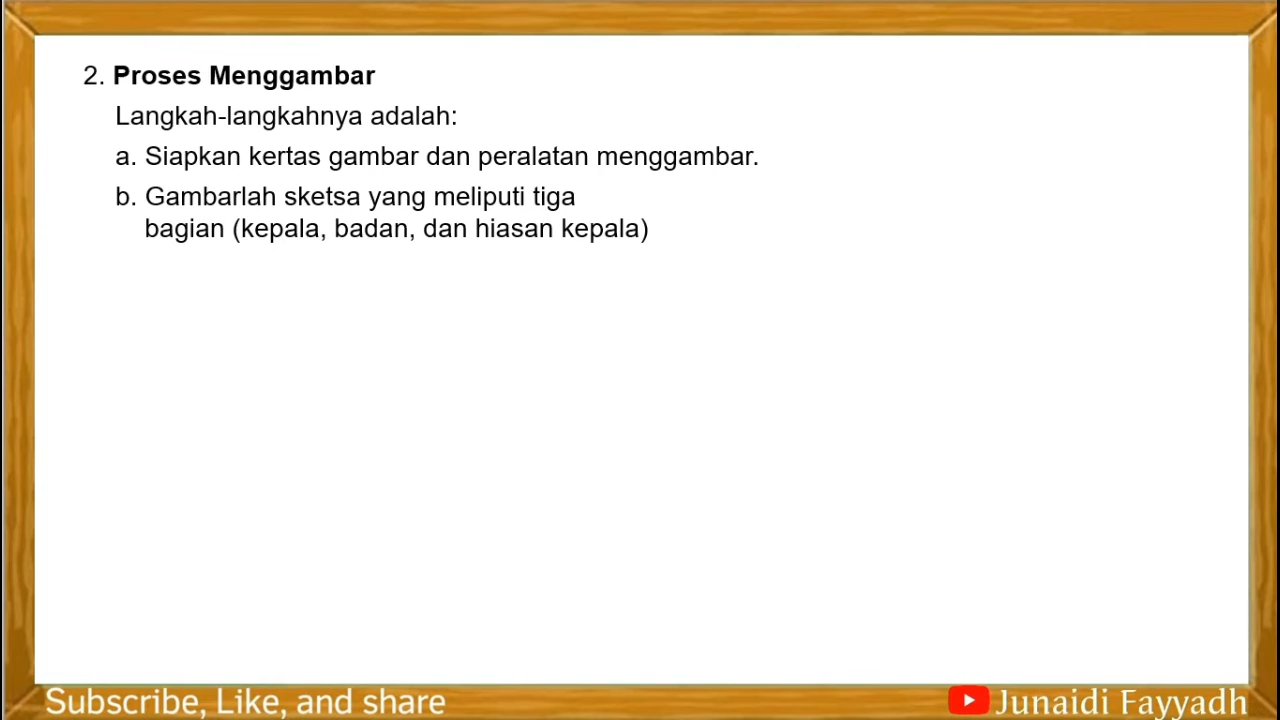 2. Proses Menggambar
Langkah-langkahnya adalah:
a. Siapkan kertas gambar dan peralatan menggambar.
b. Gambarlah sketsa yang meliputi tiga
bagian (kepala, badan, dan hiasan kepala)
Subscribe, Like, and share
Junaidi Fayyadh